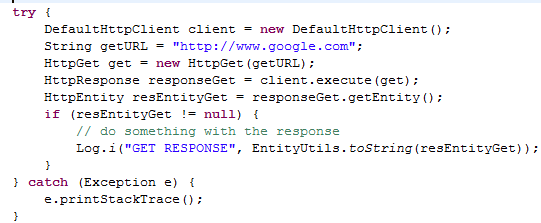 try {
    DefaultHttpClient client = new DefaultHttpClient();
    String getURL = "http://www.google.com";
    HttpGet get = new HttpGet(getURL);
    HttpResponse responseGet = client.execute(get);
    HttpEntity resEntityGet = responseGet.getEntity();
    if (resEntityGet != null) {
        // do something with the response
        Log.i("GET RESPONSE", EntityUtils.toString(resEntityGet));
    }
} catch (Exception e) {
    e.printStackTrace();
}